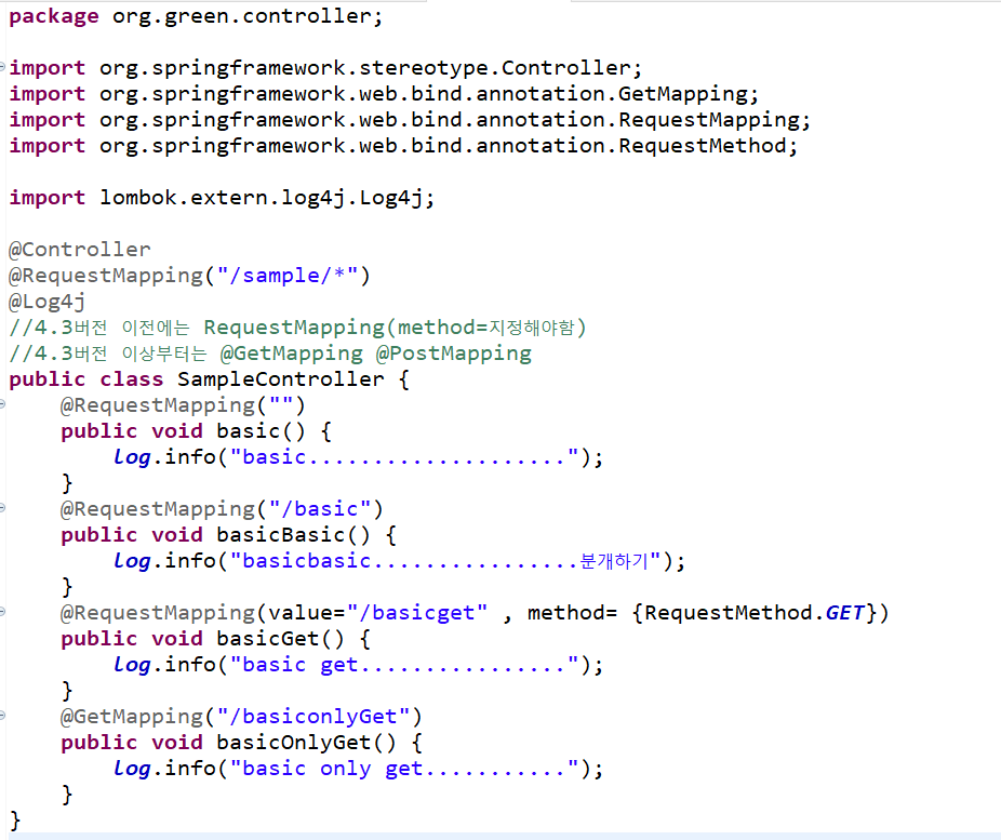 package org.green.controller;
import org.springframework.stereotype.Controller;
import org.springframework.web.bind.annotation.GetMapping;
import org.springframework.web.bind.annotation.RequestMapping;
import org.springframework.web.bind.annotation.RequestMethod;
import lombok.extern.log4j.Log4j;
@Controller
@RequestMapping("/sample/*")
@Log4j
//4.3버전 이전에는 RequestMapping(method=지정해야함)
//4.3버전 이상부터는 @GetMapping @PostMapping
public class SampleController {
    @RequestMapping("")
    public void basic() {
        log.info("basic....................");
    }
    @RequestMapping("/basic")
    public void basicBasic() {
        log.info("basicbasic................분개하기");
    }
    @RequestMapping(value="/basicget" , method= {RequestMethod.GET})
    public void basicGet() {
        log.info("basic get................");
    }
    @GetMapping("/basiconlyGet")
    public void basicOnlyGet() {
        log.info("basic only get...........");
    }
}